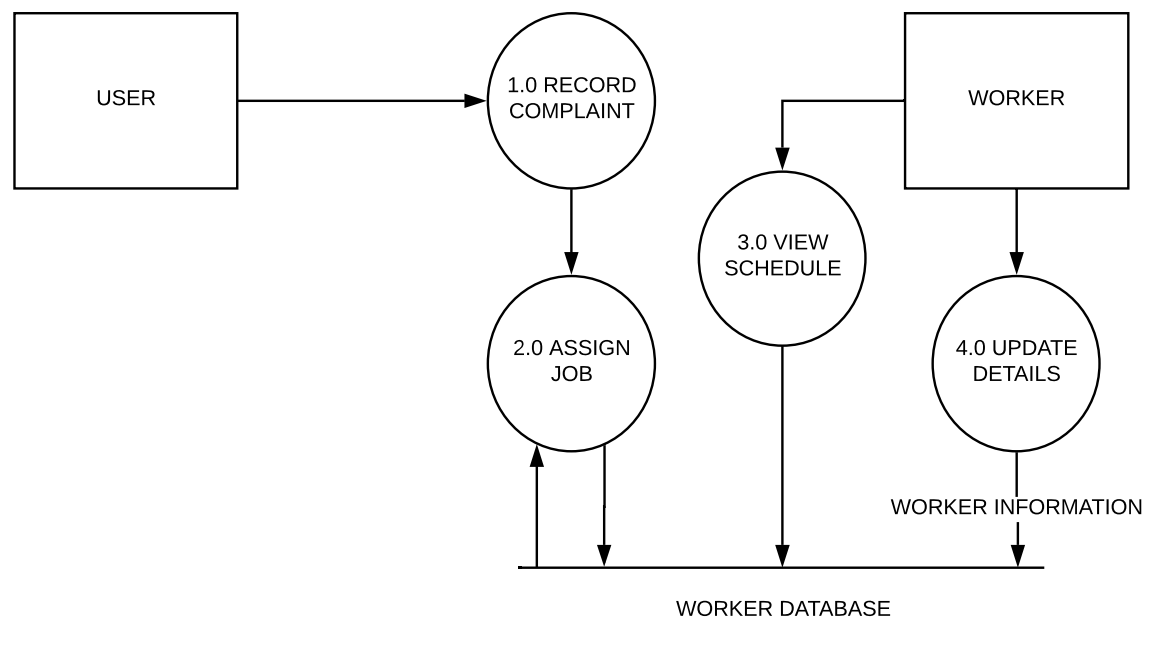 USER
1.0 RECORD
COMPLAINT
WORKER
3.0 VIEW
SCHEDULE
2.0 ASSIGN
JOB
4.0 UPDATE
DETAILS
WORKER INFORMATION
WORKER DATABASE